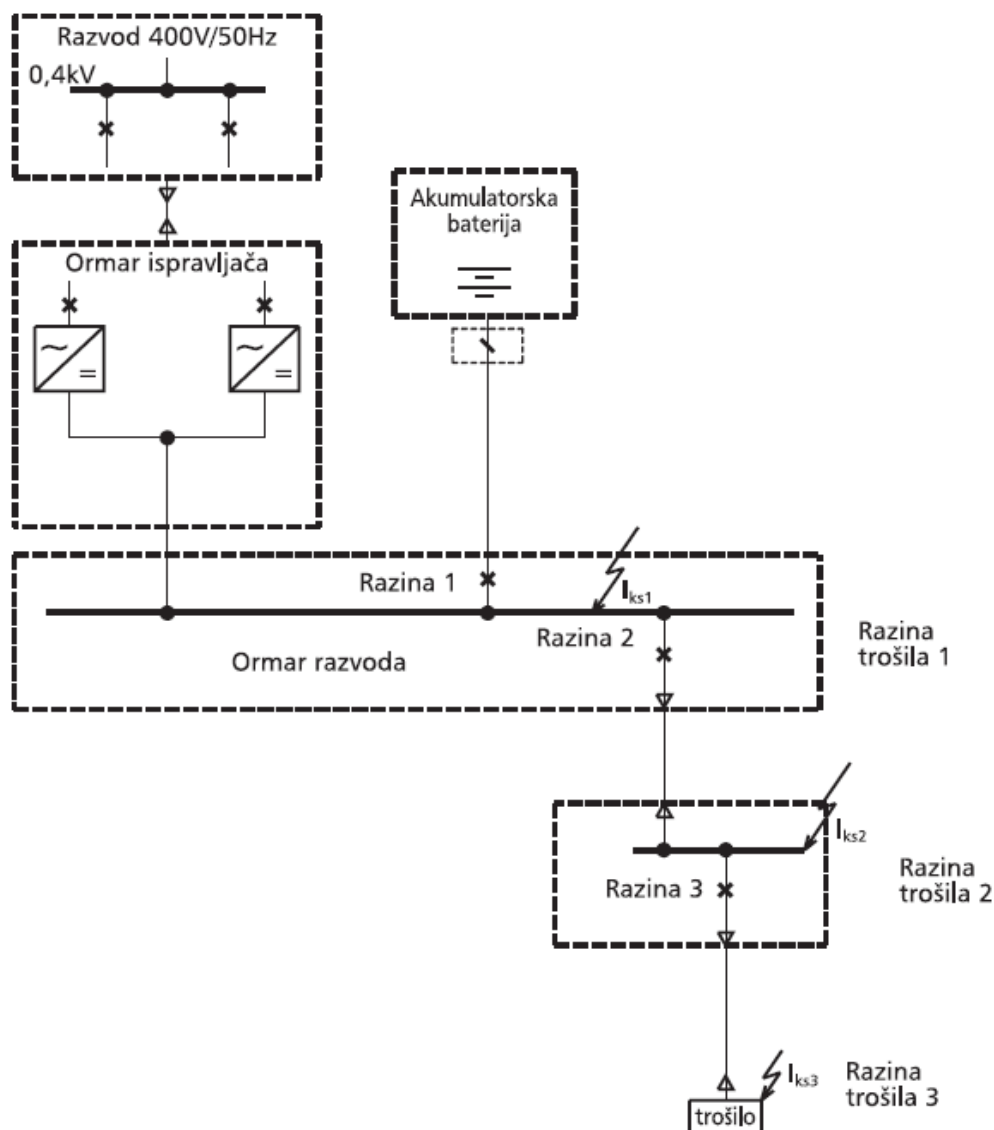 Razvod 400V/50Hz
0,4kV
Akumulatorska
baterija
Ormar ispravljača
Razina 1
Iks1
Razina 2
Ormar razvoda
Razina
trošila 1
Iks2
Razina 3
Razina
trošila 2
Iks3
Razina
trošila 3
trošilo